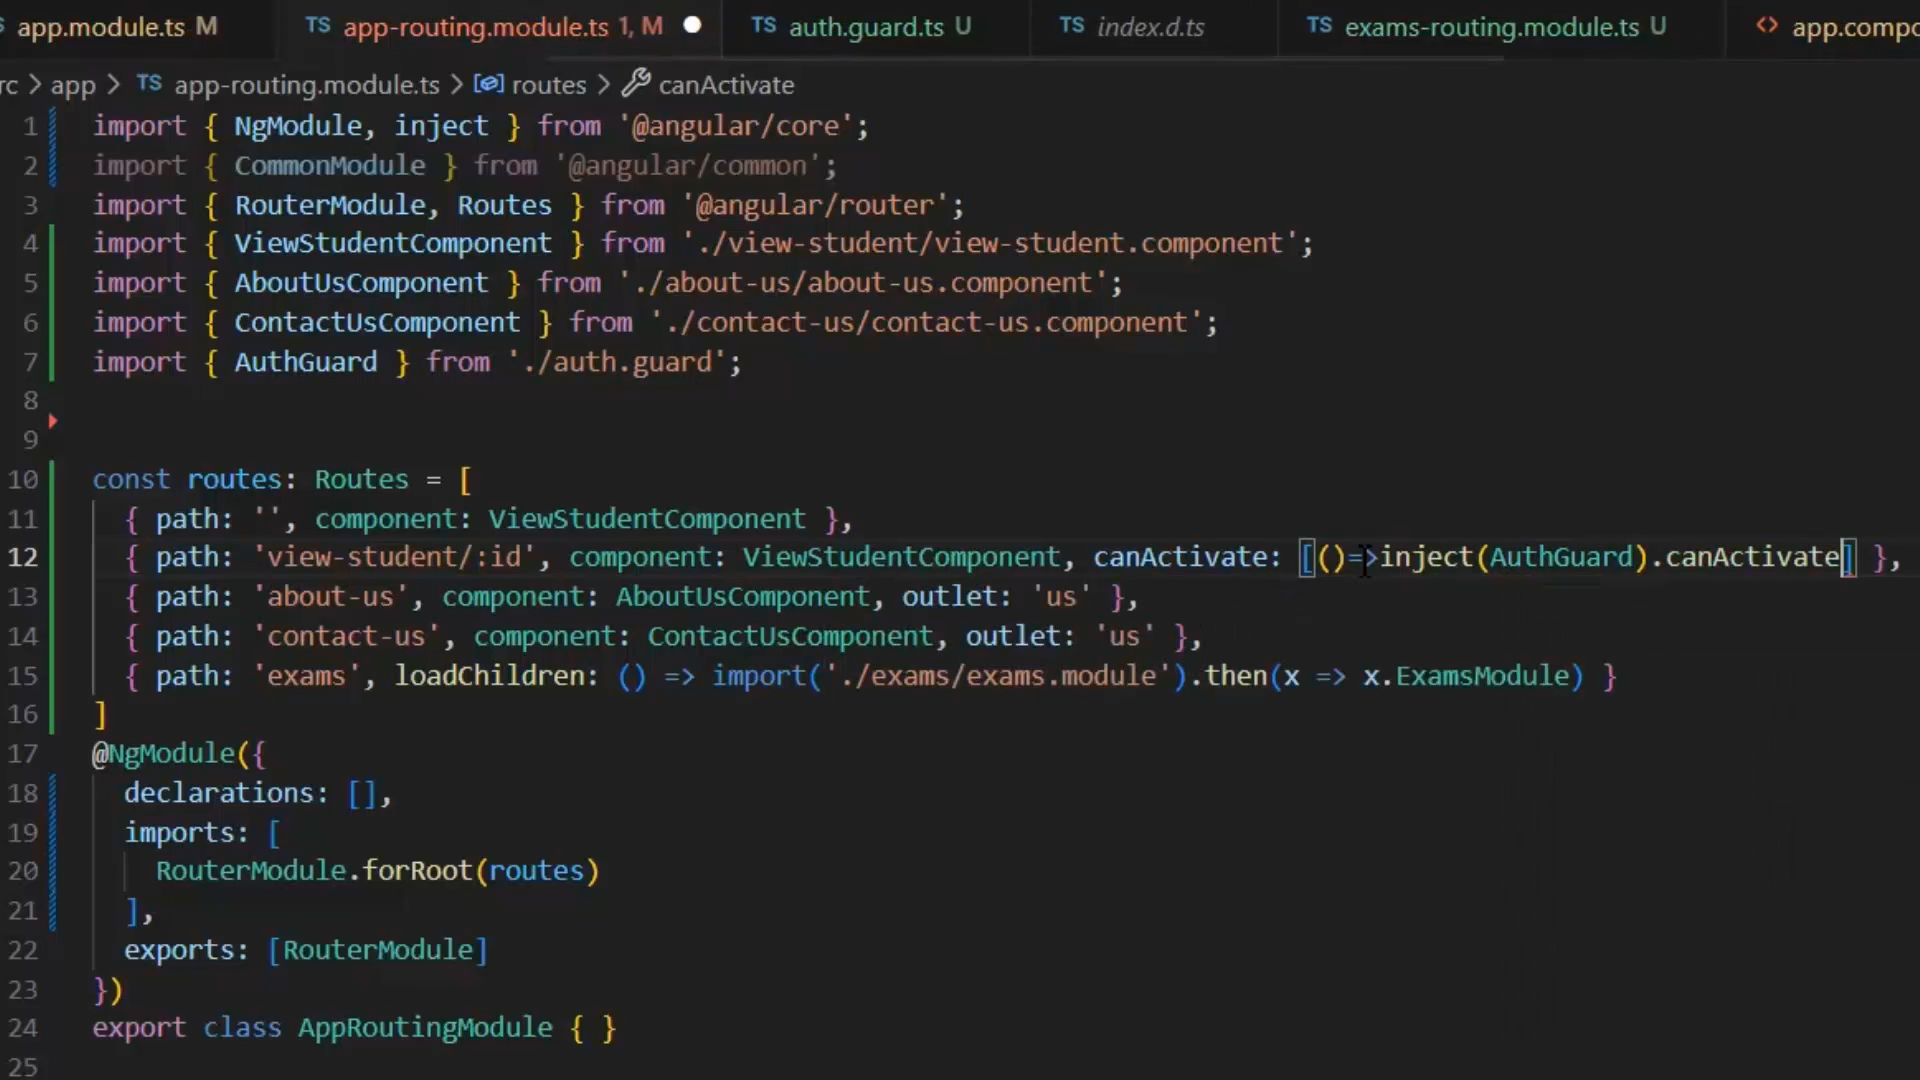 app.module.ts M
TS app-routing.module.ts 1, M
TS auth.guard.ts U
TS index.d.ts
TS exams-routing.module.ts U
<> app.compo
rc > app > TS app-routing.module.ts > routes > canActivate
1 import { NgModule, inject } from '@angular/core';
2 import { CommonModule } from '@angular/common';
3 import { RouterModule, Routes } from '@angular/router';
4 import { ViewStudentComponent } from './view-student/view-student.component';
5 import { AboutUsComponent } from './about-us/about-us.component';
6 import { ContactUsComponent } from './contact-us/contact-us.component';
7 import { AuthGuard } from './auth.guard';
8
9
10 const routes: Routes = [
11 { path: '', component: ViewStudentComponent },
12 { path: 'view-student/:id', component: ViewStudentComponent, canActivate: [()=>inject(AuthGuard).canActivate] },
13 { path: 'about-us', component: AboutUsComponent, outlet: 'us' },
14 { path: 'contact-us', component: ContactUsComponent, outlet: 'us' },
15 { path: 'exams', loadChildren: () => import('./exams/exams.module').then(x => x.ExamsModule) }
16 ]
17 @NgModule({
18 declarations: [],
19 imports: [
20 RouterModule.forRoot(routes)
21 ],
22 exports: [RouterModule]
23 })
24 export class AppRoutingModule { }
25